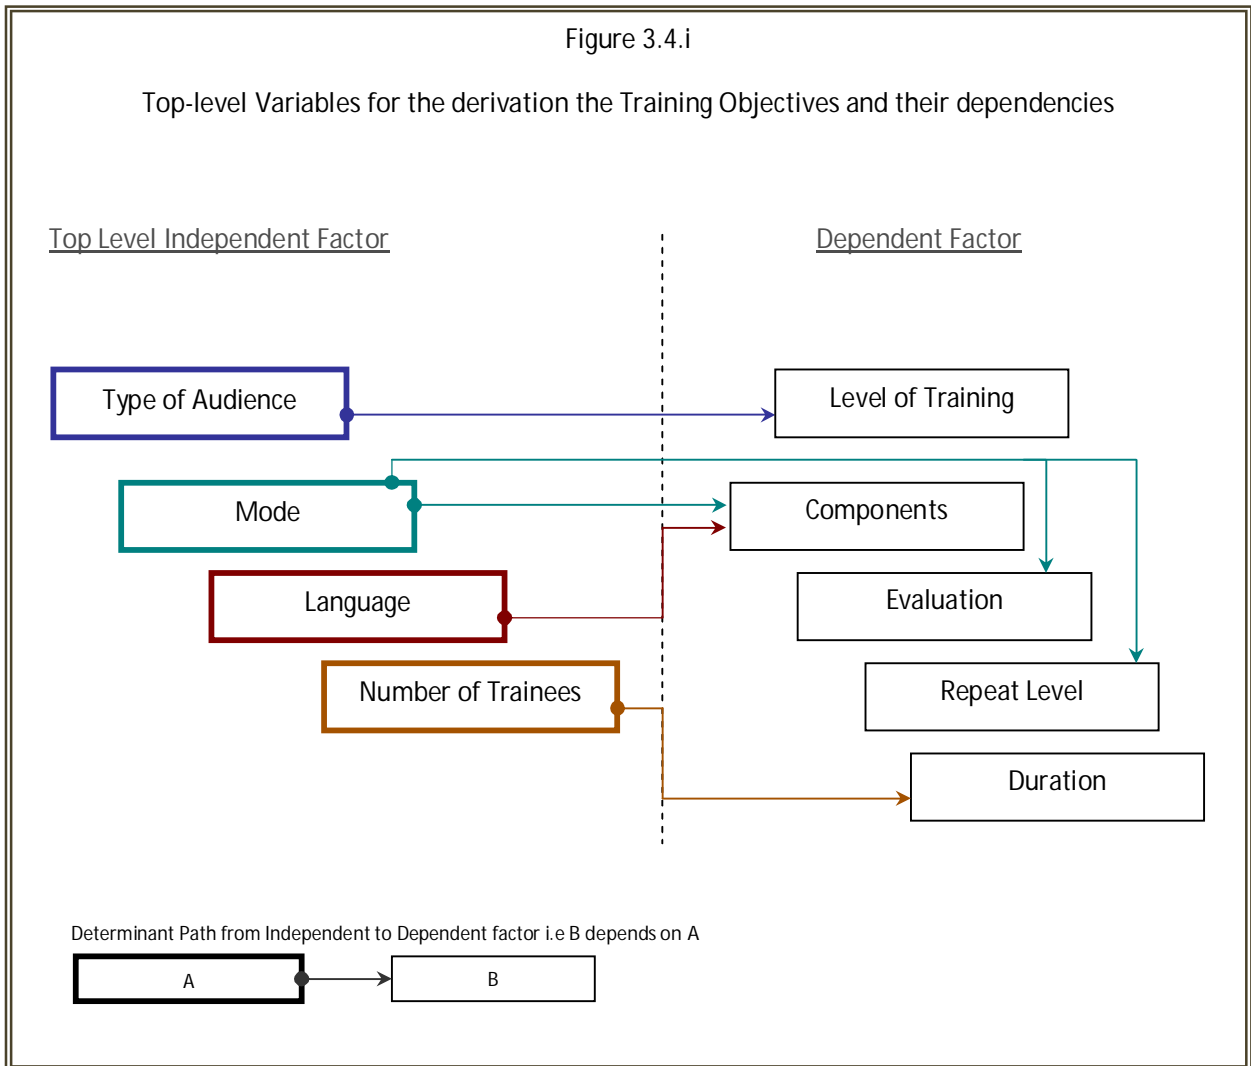 Figure 3.4.i
Top-level Variables for the derivation the Training Objectives and their dependencies
Top Level Independent Factor
Dependent Factor
Type of Audience
Level of Training
Mode
Components
Language
Evaluation
Number of Trainees
Repeat Level
Duration
Determinant Path from Independent to Dependent factor i.e B depends on A
A
B